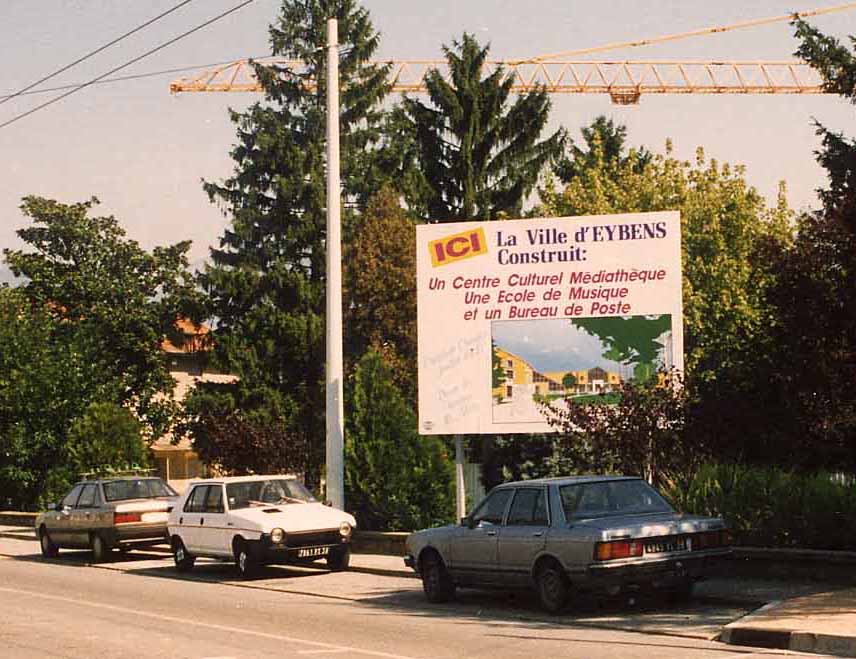 ICI La Ville d'EYBENS
Construit:
Un Centre Culturel Médiathèque
Une Ecole de Musique
et un Bureau de Poste